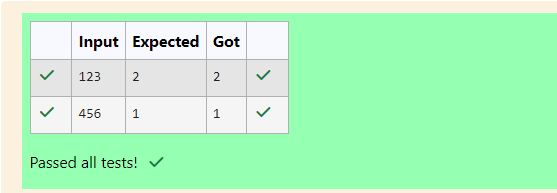 Input Expected Got
123 2 2
456 1 1
Passed all tests!